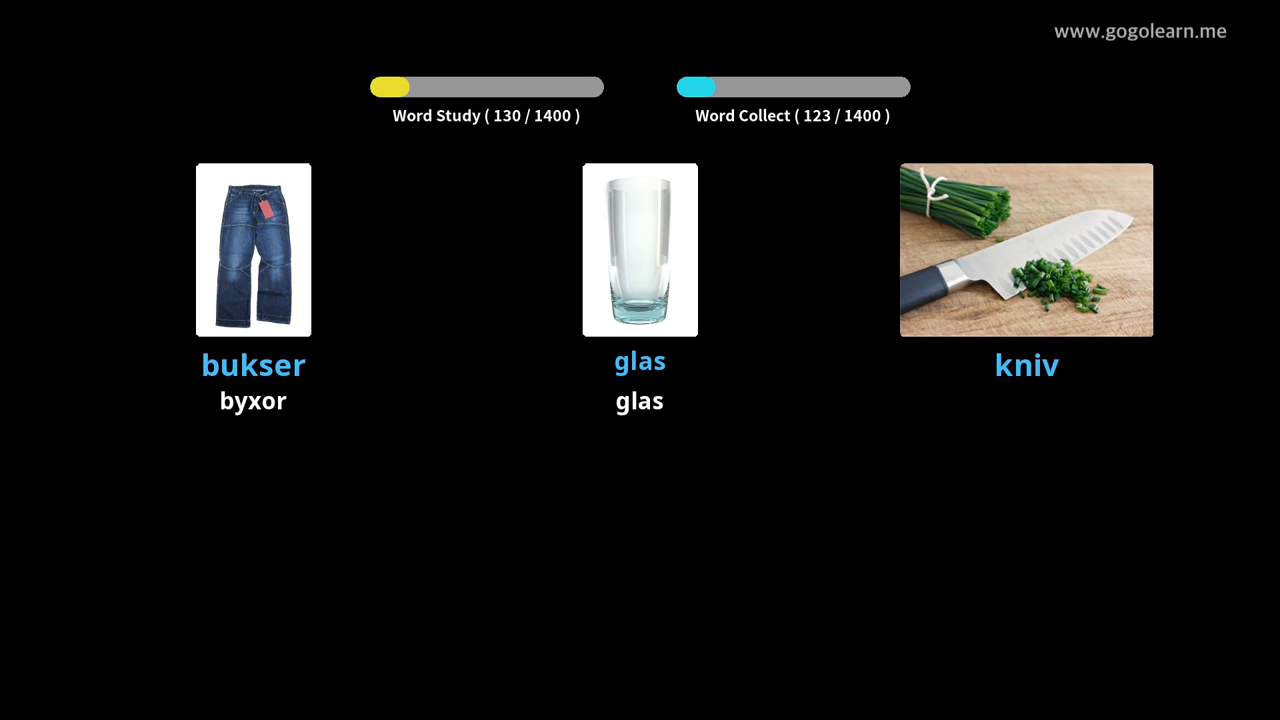 www.gogolearn.me
Word Study ( 130 / 1400 )
Word Collect ( 123 / 1400 )
bukser
byxor
glas
glas
kniv